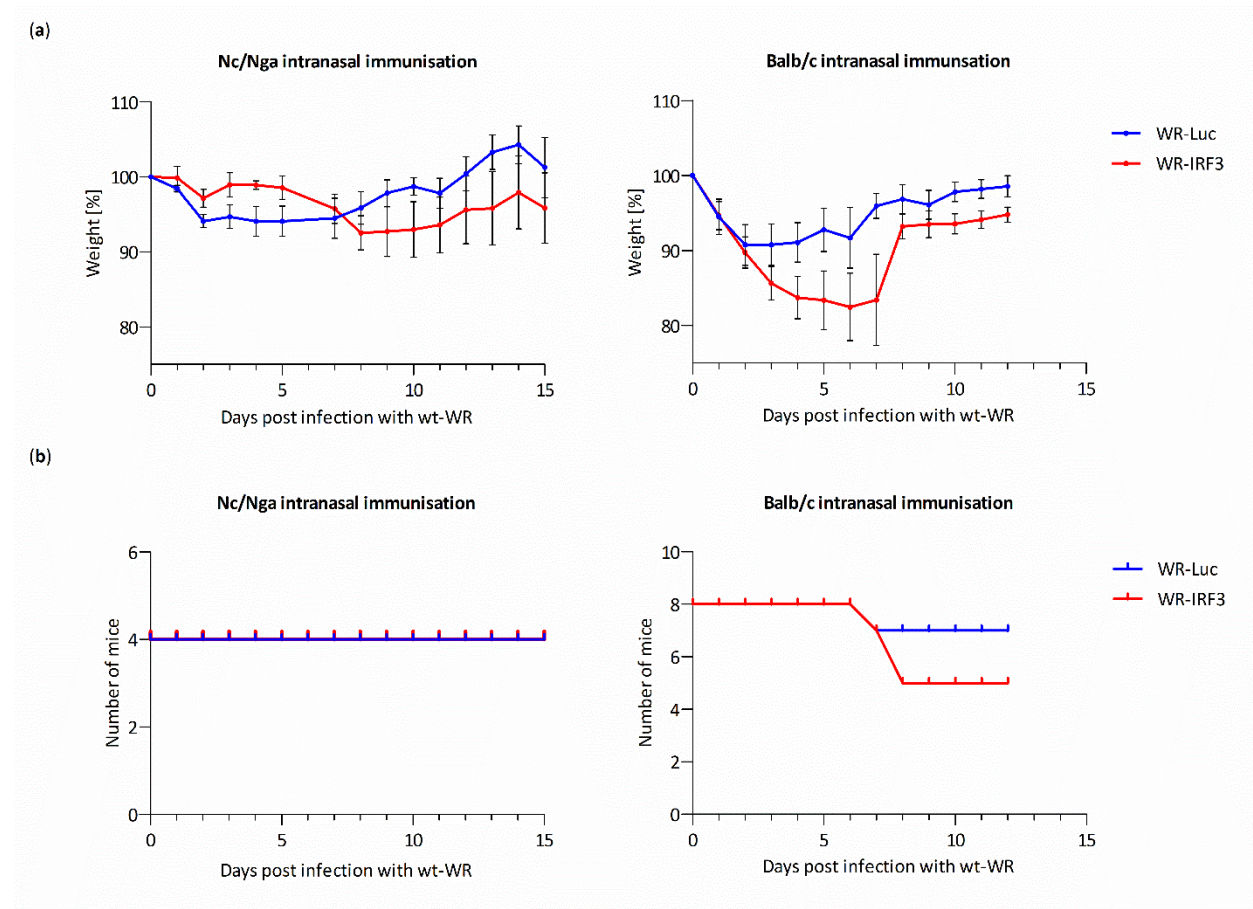 (a)
Nc/Nga intranasal immunisation
Balb/c intranasal immunsation
110
100
90
80
Weight [%]
0 5 10 15
Days post infection with wt-WR
110
100
90
80
Weight [%]
0 5 10 15
Days post infection with wt-WR
WR-Luc
WR-IRF3
(b)
Nc/Nga intranasal immunisation
Balb/c intranasal immunisation
6
4
2
0
Number of mice
0 5 10 15
Days post infection with wt-WR
10
8
6
4
2
0
Number of mice
0 5 10 15
Days post infection with wt-WR
WR-Luc
WR-IRF3